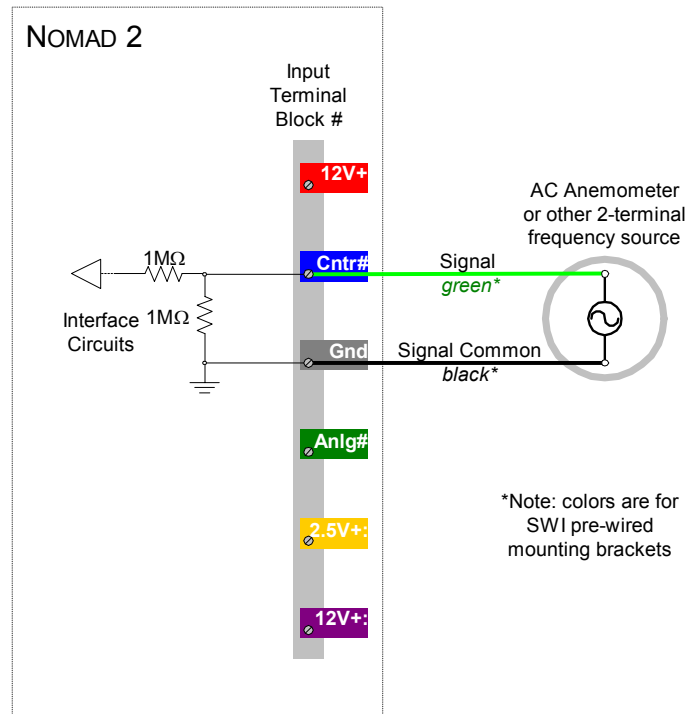 NOMAD 2
Input
Terminal
Block #
12V+
AC Anemometer
or other 2-terminal
frequency source
1MΩ
Cntr#
Signal
green*
Interface
Circuits
1MΩ
Gnd
Signal Common
black*
Anlg#
*Note: colors are for
SWI pre-wired
mounting brackets
2.5V+:
12V+: